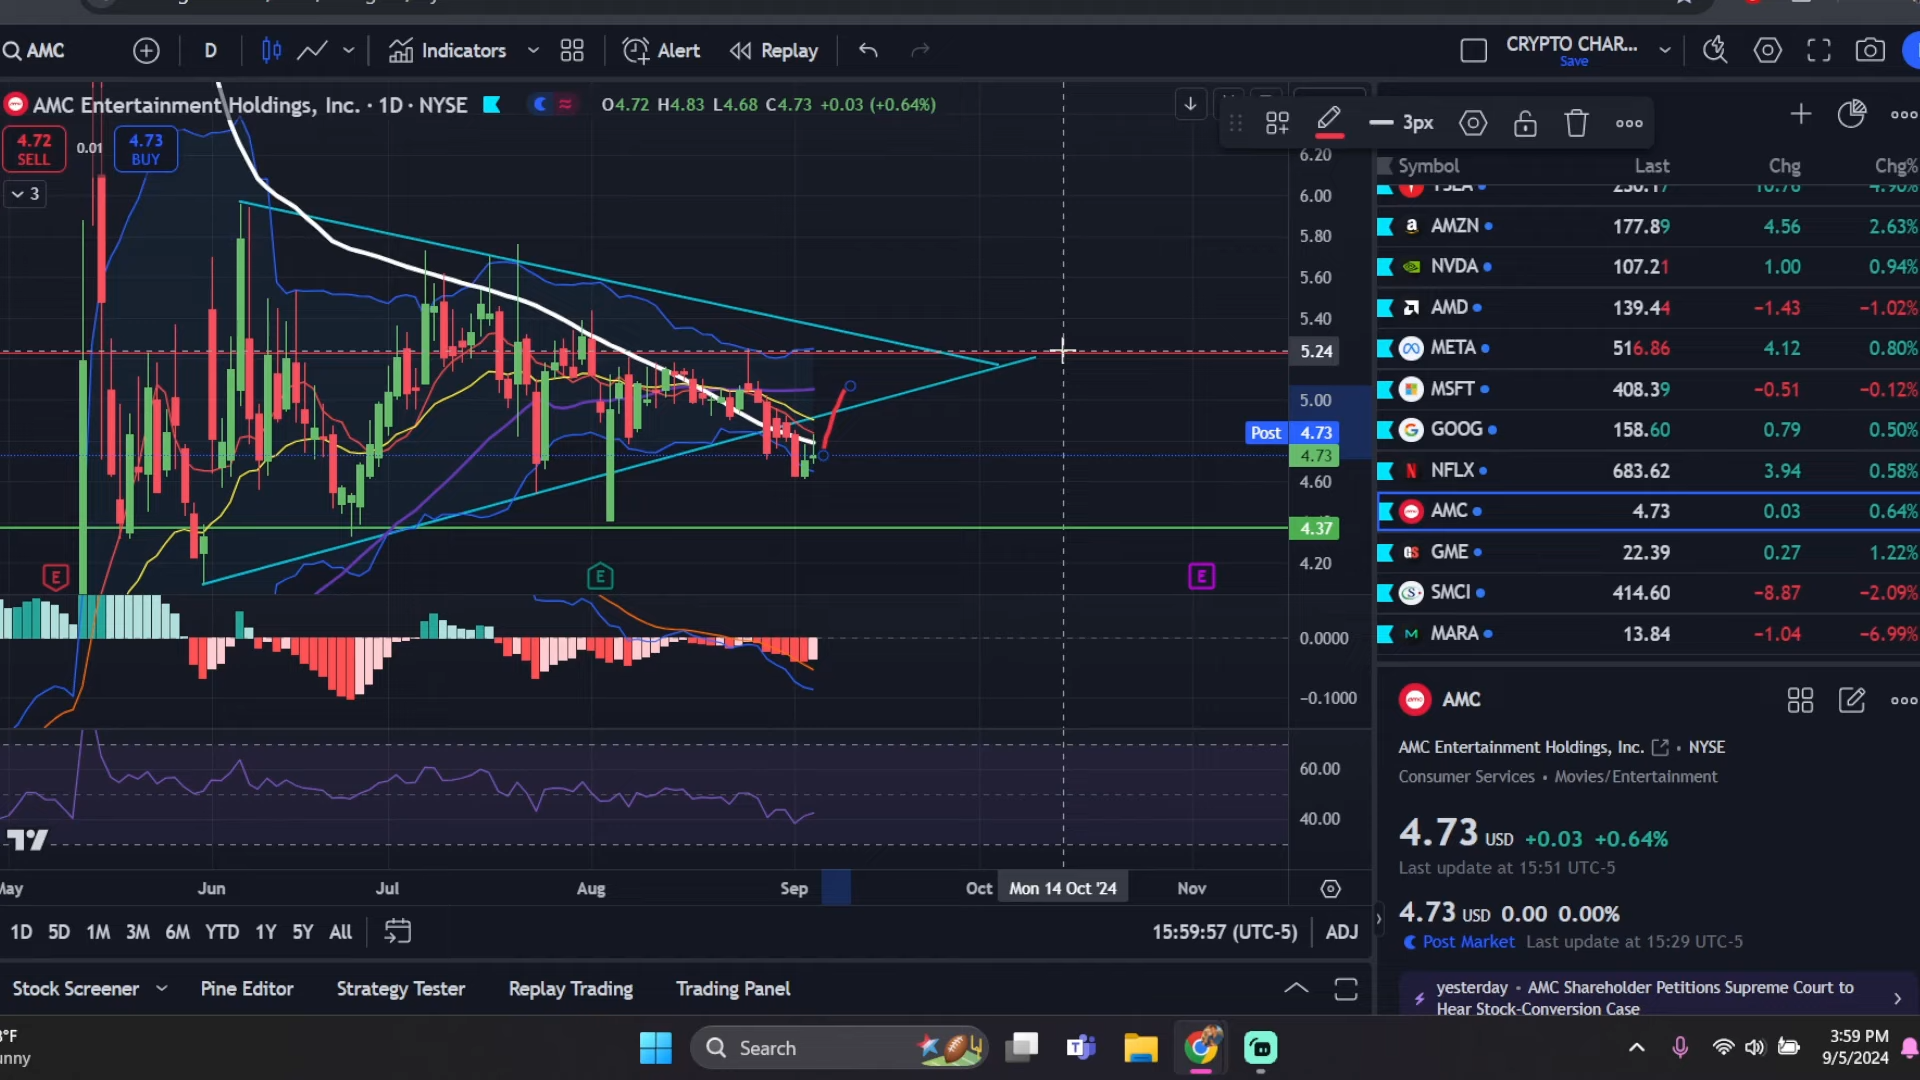 AMC
D
Indicators
Alert
Replay
CRYPTO CHAR...
Save
AMC Entertainment Holdings, Inc. · 1D · NYSE
O4.72 H4.83 L4.68 C4.73 +0.03 (+0.64%)
4.72
SELL
0.01
4.73
BUY
3
3px
6.20
6.00
5.80
5.60
5.40
5.24
5.00
Post 4.73
4.73
4.60
4.37
4.20
E
E
E
0.0000
−0.1000
60.00
40.00
Jun
Jul
Aug
Sep
Oct
Mon 14 Oct '24
Nov
1D 5D 1M 3M 6M YTD 1Y 5Y All
15:59:57 (UTC-5)
ADJ
Stock Screener
Pine Editor
Strategy Tester
Replay Trading
Trading Panel
Symbol Last Chg Chg%
AMZN 177.89 4.56 2.63%
NVDA 107.21 1.00 0.94%
AMD 139.44 −1.43 −1.02%
META 516.86 4.12 0.80%
MSFT 408.39 −0.51 −0.12%
GOOG 158.60 0.79 0.50%
NFLX 683.62 3.94 0.58%
AMC 4.73 0.03 0.64%
GME 22.39 0.27 1.22%
SMCI 414.60 −8.87 −2.09%
MARA 13.84 −1.04 −6.99%
AMC
AMC Entertainment Holdings, Inc. • NYSE
Consumer Services • Movies/Entertainment
4.73 USD +0.03 +0.64%
Last update at 15:51 UTC-5
4.73 USD 0.00 0.00%
Post Market Last update at 15:29 UTC-5
yesterday • AMC Shareholder Petitions Supreme Court to
Hear Stock-Conversion Case
Search
3:59 PM
9/5/2024